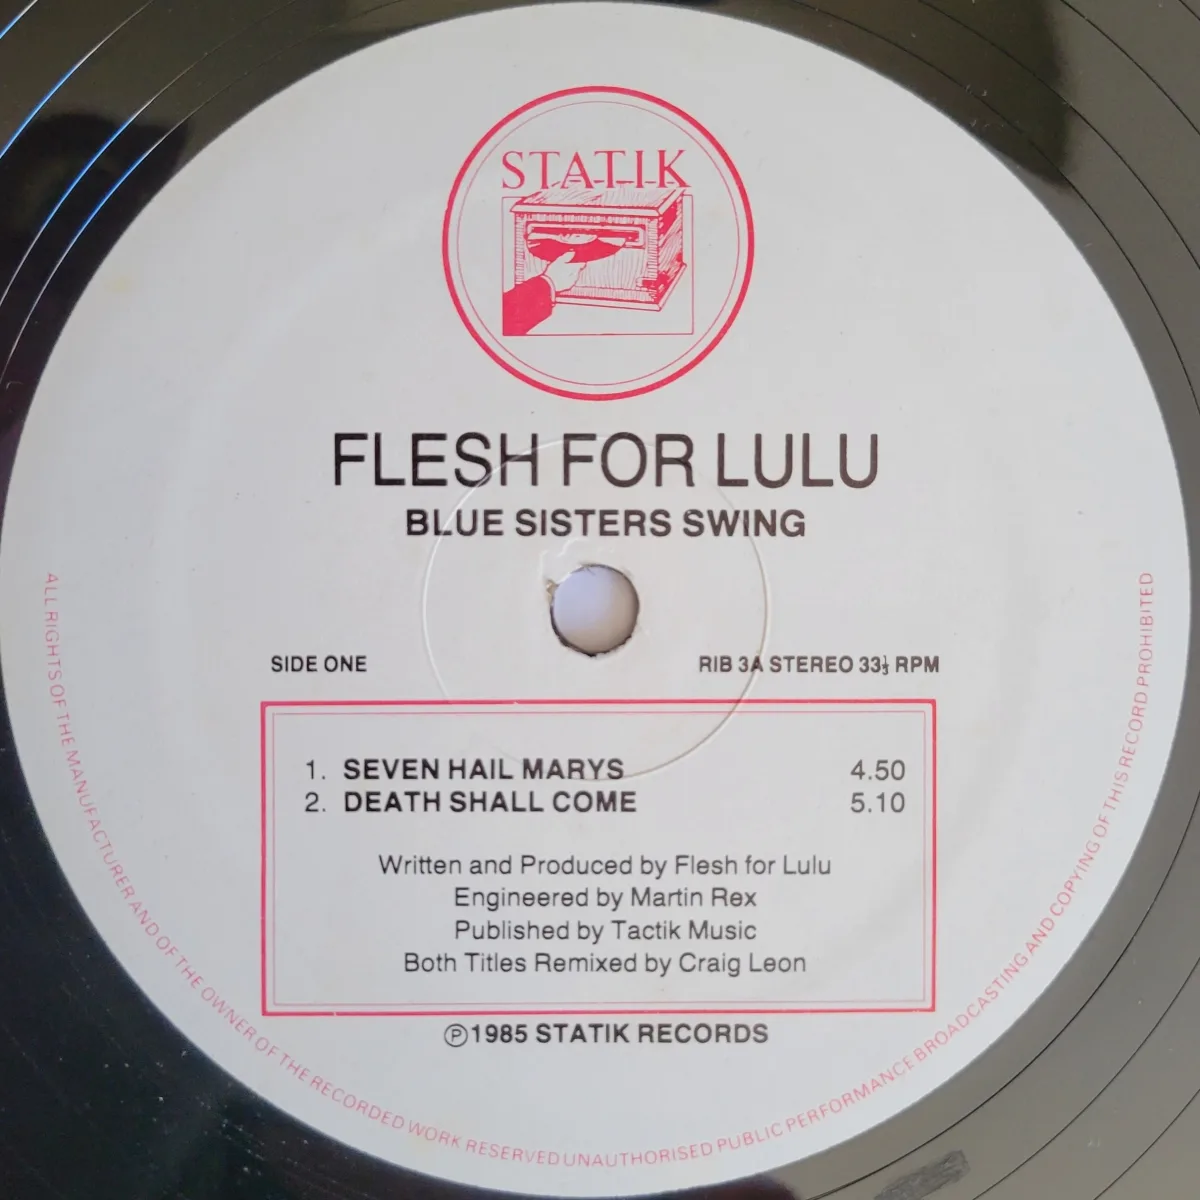 STATIK
FLESH FOR LULU
BLUE SISTERS SWING
SIDE ONE
RIB 3A STEREO 33⅓ RPM
1. SEVEN HAIL MARYS 4.50
2. DEATH SHALL COME 5.10
Written and Produced by Flesh for Lulu
Engineered by Martin Rex
Published by Tactik Music
Both Titles Remixed by Craig Leon
Ⓟ1985 STATIK RECORDS
ALL RIGHTS OF THE MANUFACTURER AND OF THE OWNER OF THE RECORDED WORK RESERVED UNAUTHORISED PUBLIC PERFORMANCE BROADCASTING AND COPYING OF THIS RECORD PROHIBITED